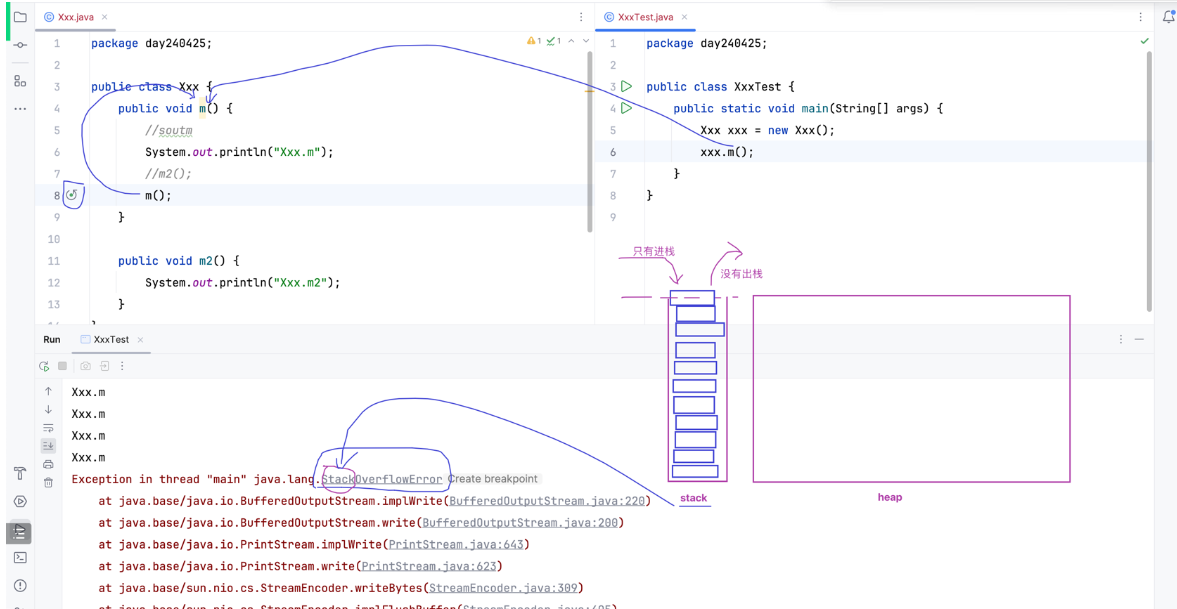 Xxx.java
1 package day240425;
2
3 public class Xxx {
4 public void m() {
5 //soutm
6 System.out.println("Xxx.m");
7 //m2();
8 m();
9 }
10
11 public void m2() {
12 System.out.println("Xxx.m2");
13 }
1 1
XxxTest.java
1 package day240425;
2
3 public class XxxTest {
4 public static void main(String[] args) {
5 Xxx xxx = new Xxx();
6 xxx.m();
7 }
8 }
9
只有进栈
没有出栈
stack
heap
Run XxxTest
Xxx.m
Xxx.m
Xxx.m
Xxx.m
Exception in thread "main" java.lang.StackOverflowError Create breakpoint
at java.base/java.io.BufferedOutputStream.implWrite(BufferedOutputStream.java:220)
at java.base/java.io.BufferedOutputStream.write(BufferedOutputStream.java:200)
at java.base/java.io.PrintStream.implWrite(PrintStream.java:643)
at java.base/java.io.PrintStream.write(PrintStream.java:623)
at java.base/sun.nio.cs.StreamEncoder.writeBytes(StreamEncoder.java:309)